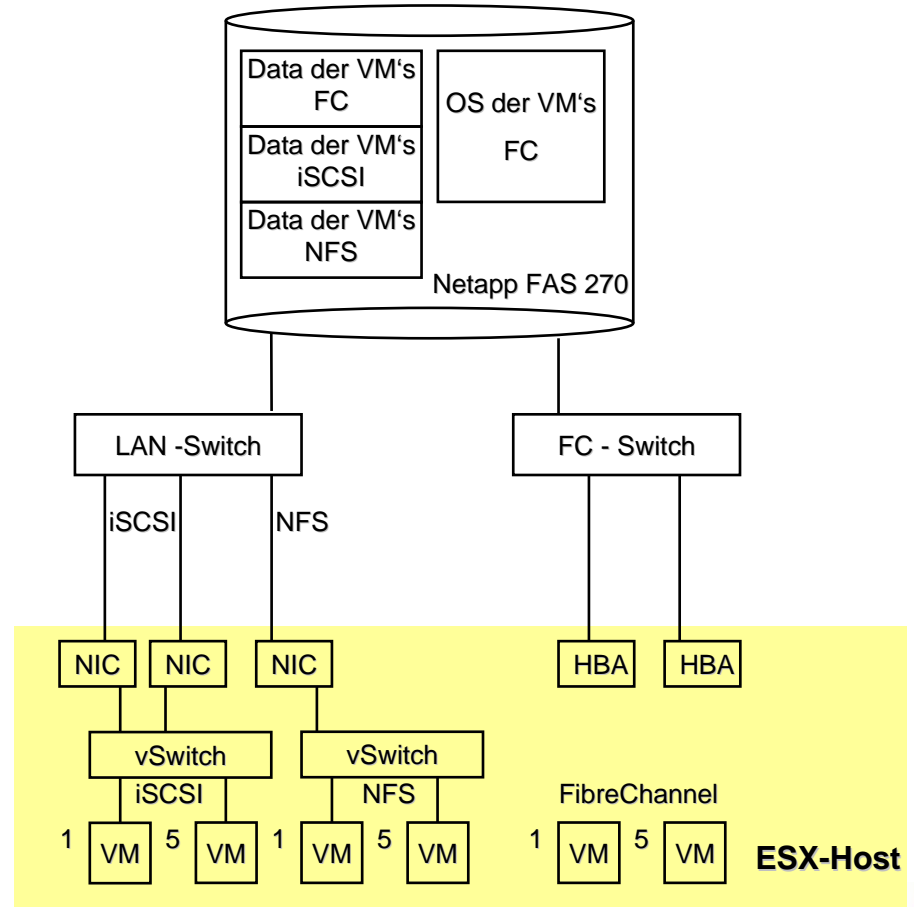 Data der VM's
FC
Data der VM's
iSCSI
Data der VM's
NFS
OS der VM's
FC
Netapp FAS 270
LAN -Switch
FC - Switch
iSCSI
NFS
NIC
NIC
NIC
HBA
HBA
vSwitch
vSwitch
iSCSI
NFS
FibreChannel
1
VM
5
VM
1
VM
5
VM
1
VM
5
VM
ESX-Host